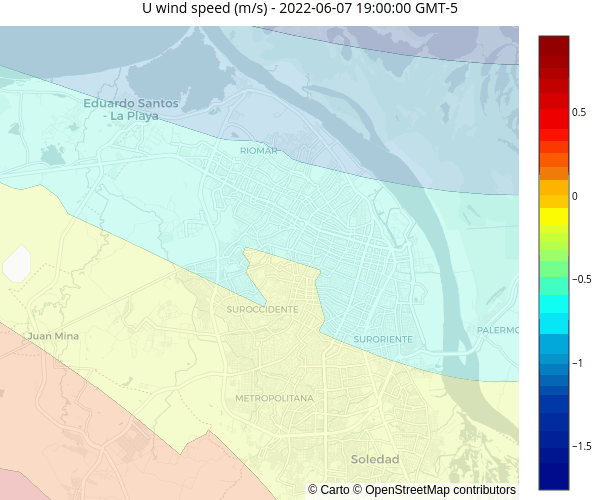 U wind speed (m/s) - 2022-06-07 19:00:00 GMT-5
Eduardo Santos
- La Playa
RIOMAR
SUROCCIDENTE
Juan Mina
SURORIENTE
PALERMO
METROPOLITANA
Soledad
© Carto © OpenStreetMap contributors
0.5
0
−0.5
−1
−1.5